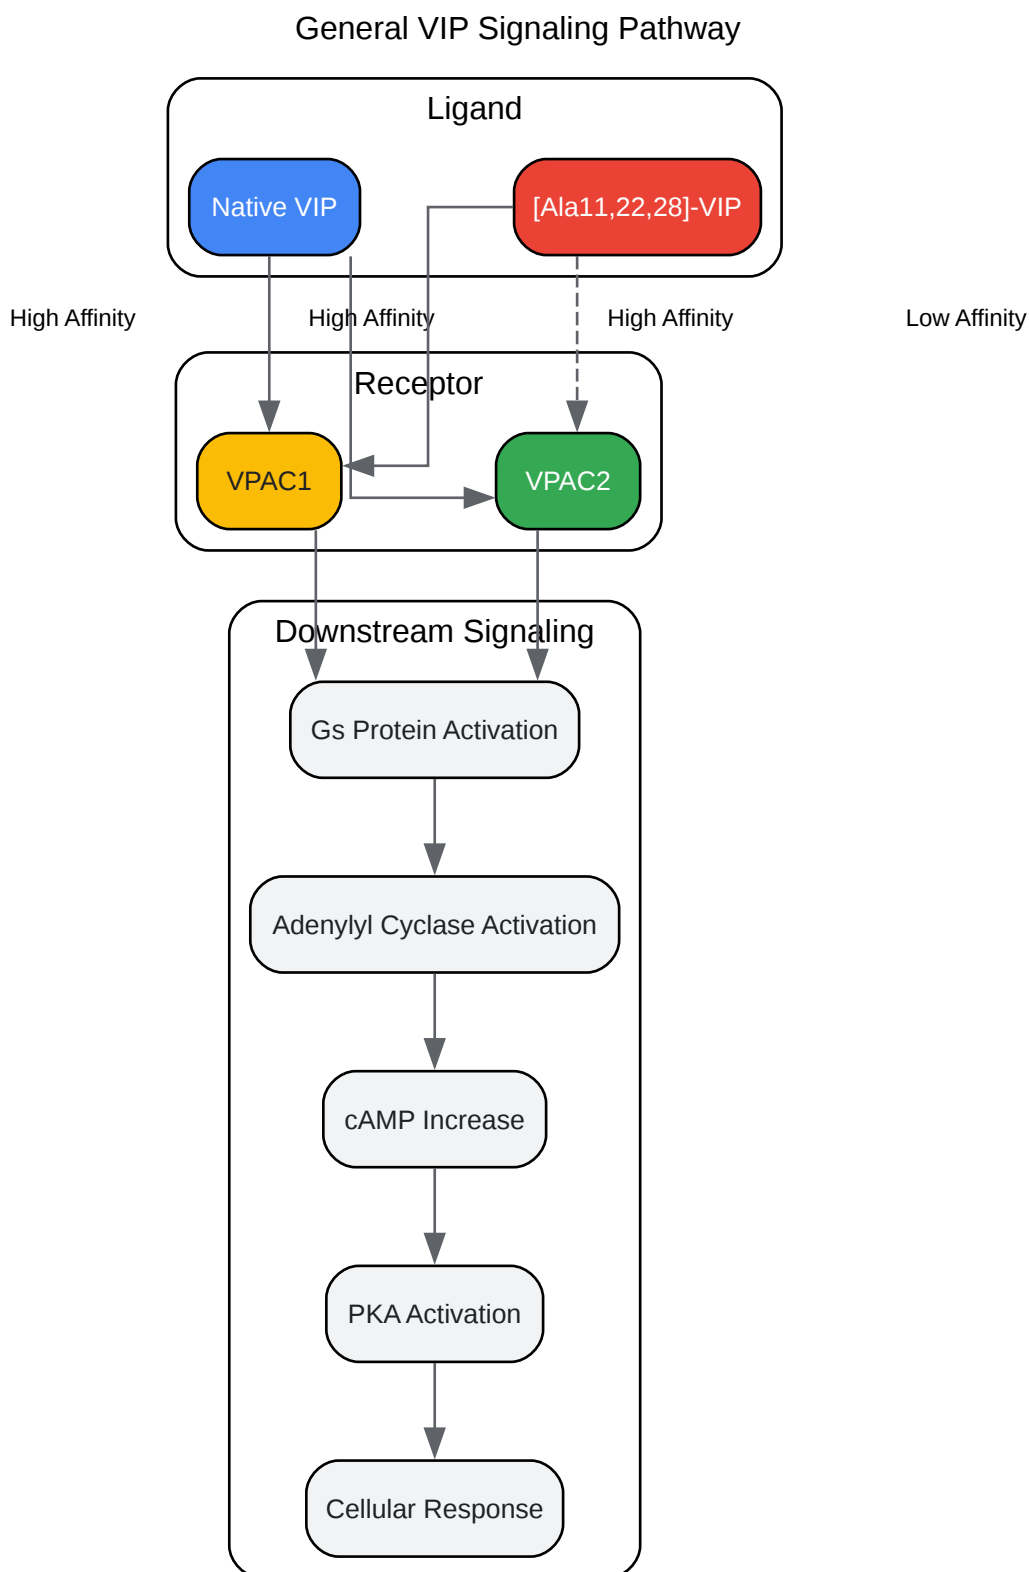 General VIP Signaling Pathway
Ligand
Native VIP
[Ala11,22,28]-VIP
High Affinity
High Affinity
High Affinity
Low Affinity
Receptor
VPAC1
VPAC2
Downstream Signaling
Gs Protein Activation
Adenylyl Cyclase Activation
cAMP Increase
PKA Activation
Cellular Response